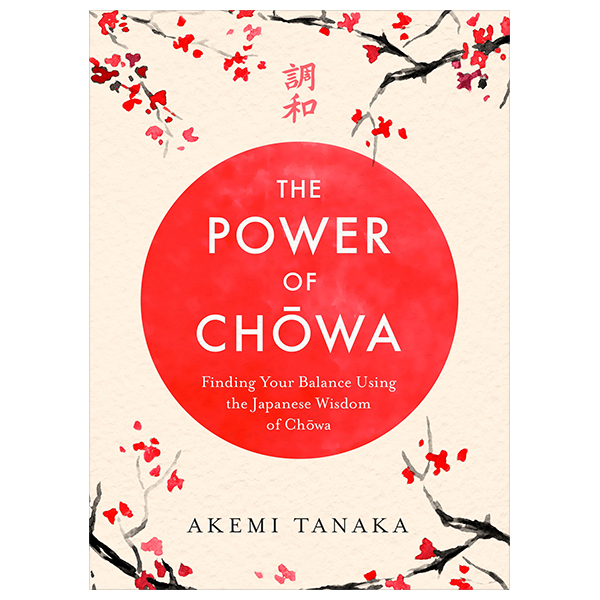 調和
THE
POWER
OF
CHŌWA
Finding Your Balance Using
the Japanese Wisdom
of Chōwa
AKEMI TANAKA